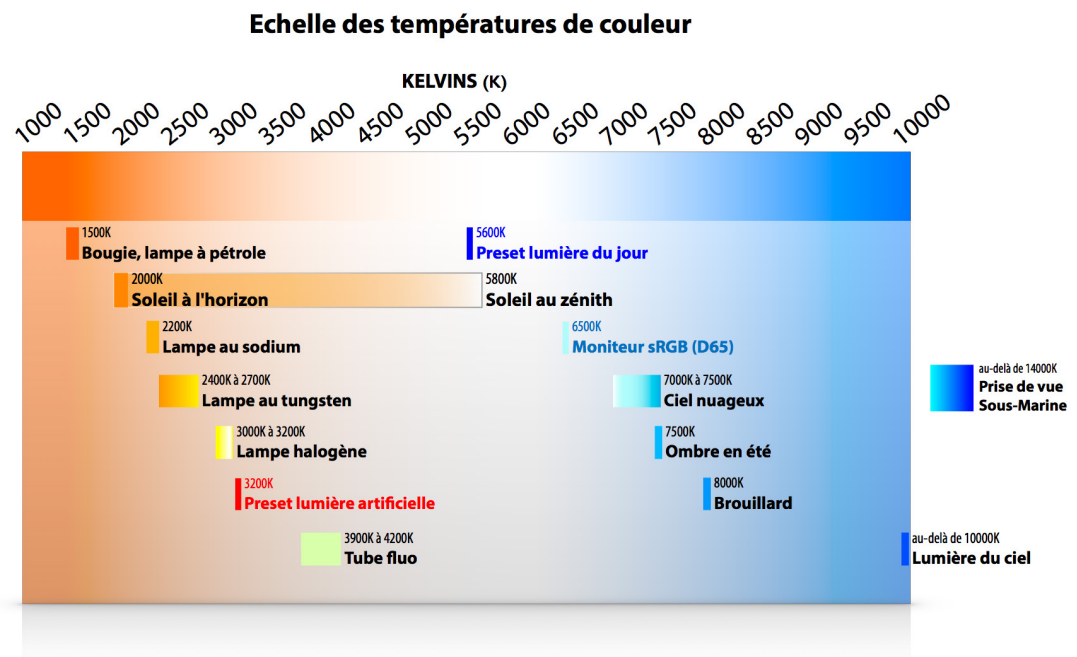 Echelle des températures de couleur
KELVINS (K)
1000 1500 2000 2500 3000 3500 4000 4500 5000 5500 6000 6500 7000 7500 8000 8500 9000 9500 10000
1500K
Bougie, lampe à pétrole
5600K
Preset lumière du jour
2000K
Soleil à l'horizon
5800K
Soleil au zénith
2200K
Lampe au sodium
6500K
Moniteur sRGB (D65)
2400K à 2700K
Lampe au tungsten
7000K à 7500K
Ciel nuageux
au-delà de 14000K
Prise de vue
Sous-Marine
3000K à 3200K
Lampe halogène
7500K
Ombre en été
3200K
Preset lumière artificielle
8000K
Brouillard
3900K à 4200K
Tube fluo
au-delà de 10000K
Lumière du ciel